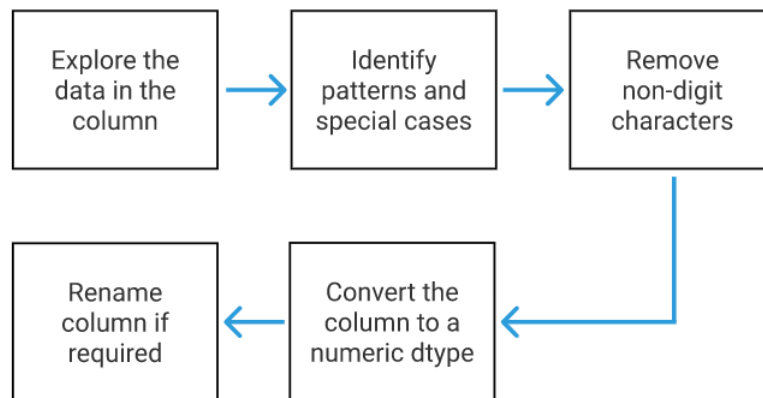 Explore the
data in the
column
Identify
patterns and
special cases
Remove
non-digit
characters
Convert the
column to a
numeric dtype
Rename
column if
required